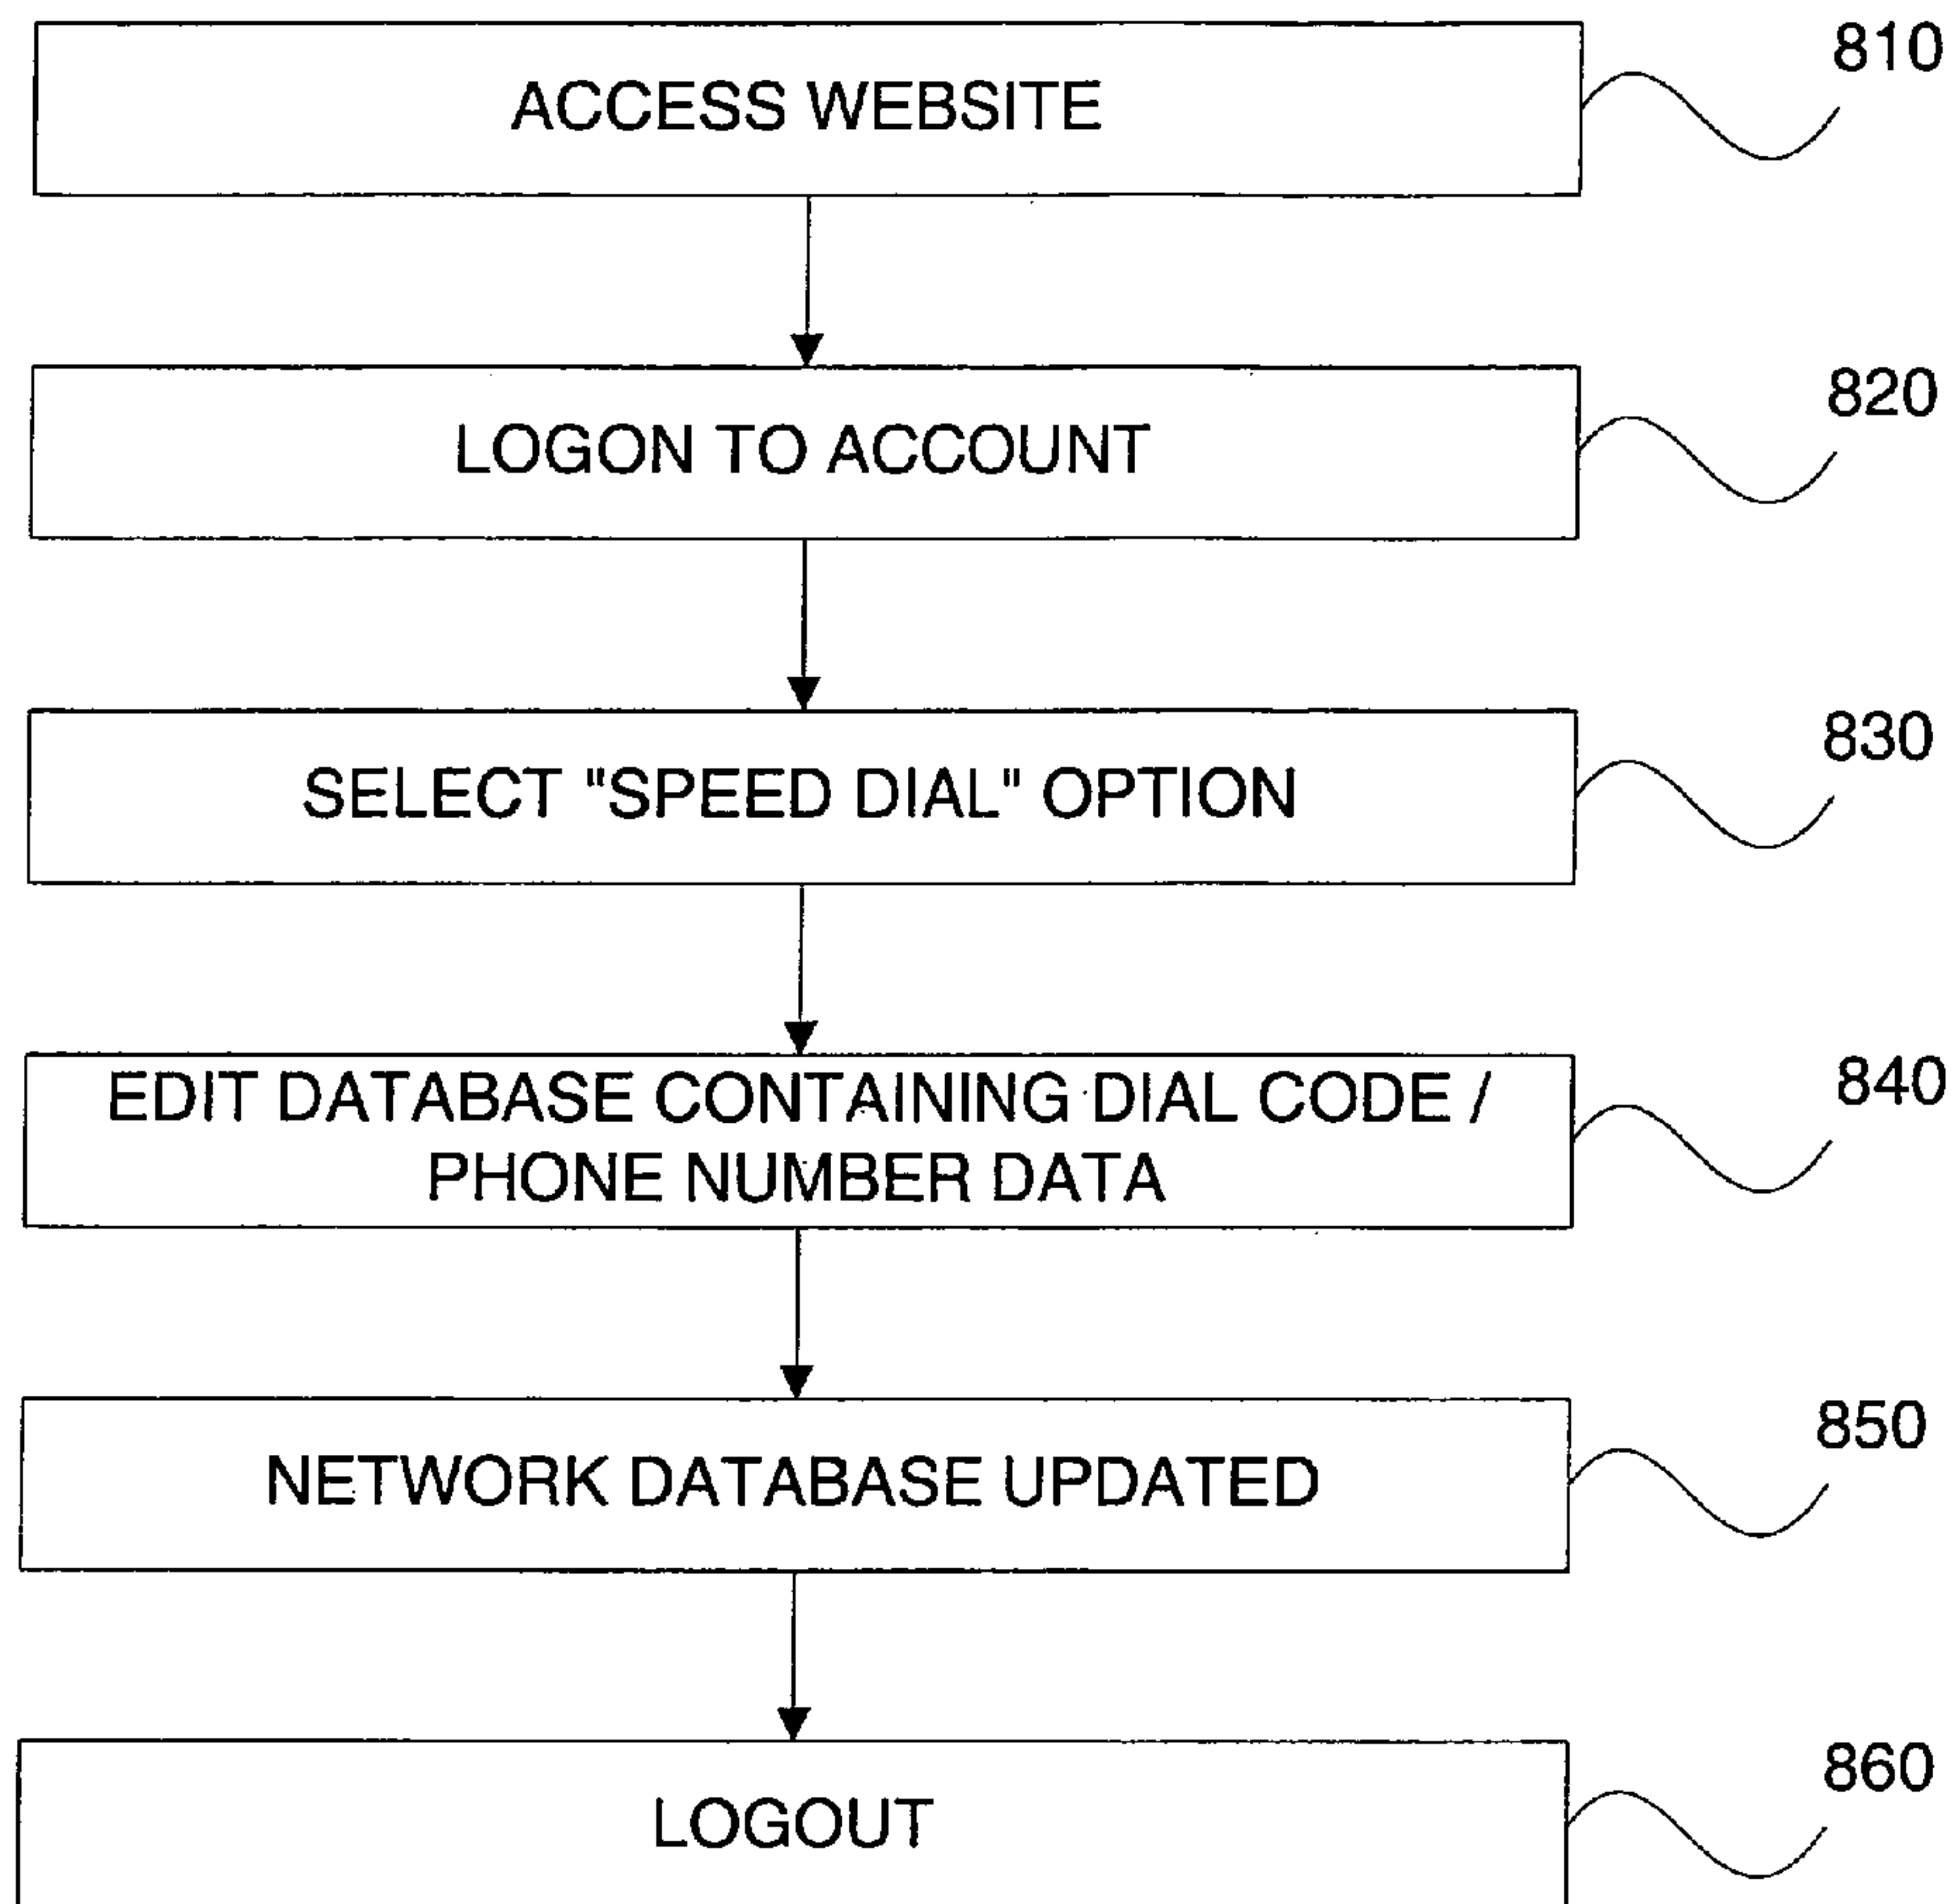 810
ACCESS WEBSITE
820
LOGON TO ACCOUNT
830
SELECT "SPEED DIAL" OPTION
840
EDIT DATABASE CONTAINING DIAL CODE /
PHONE NUMBER DATA
850
NETWORK DATABASE UPDATED
860
LOGOUT